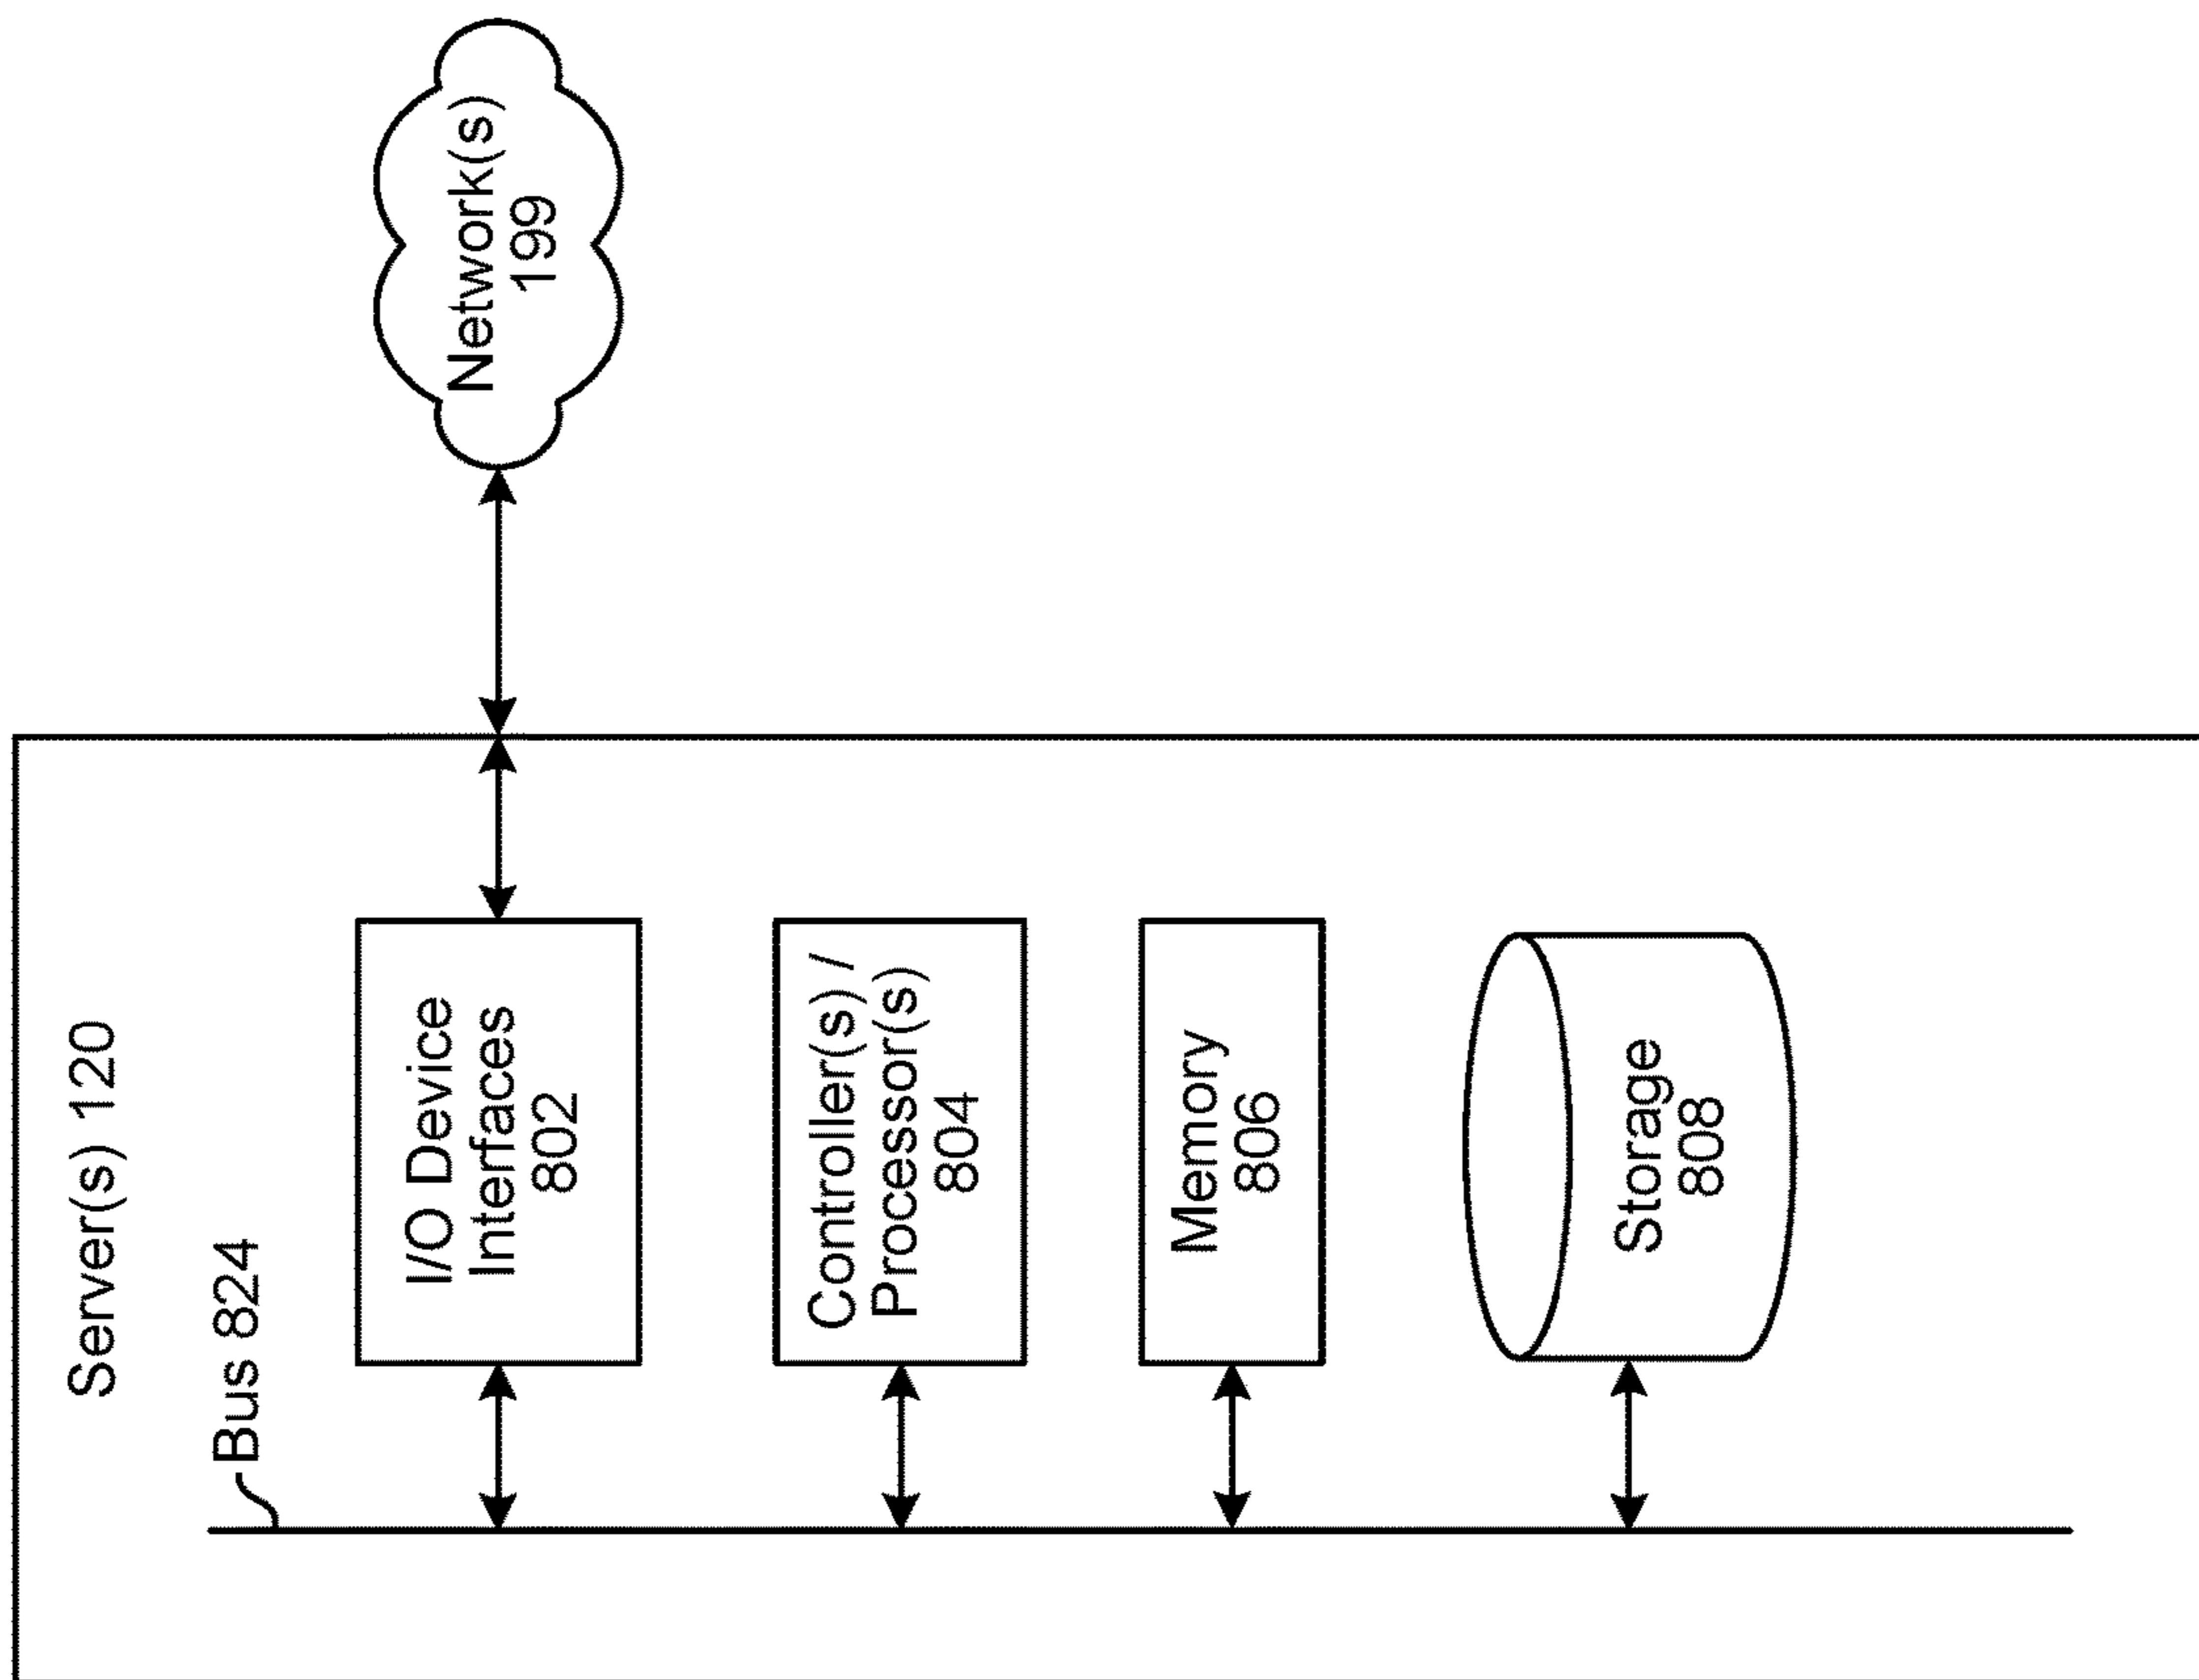 Server(s) 120
Bus 824
I/O Device
Interfaces
802
Network(s)
199
Controller(s) /
Processor(s)
804
Memory
806
Storage
808